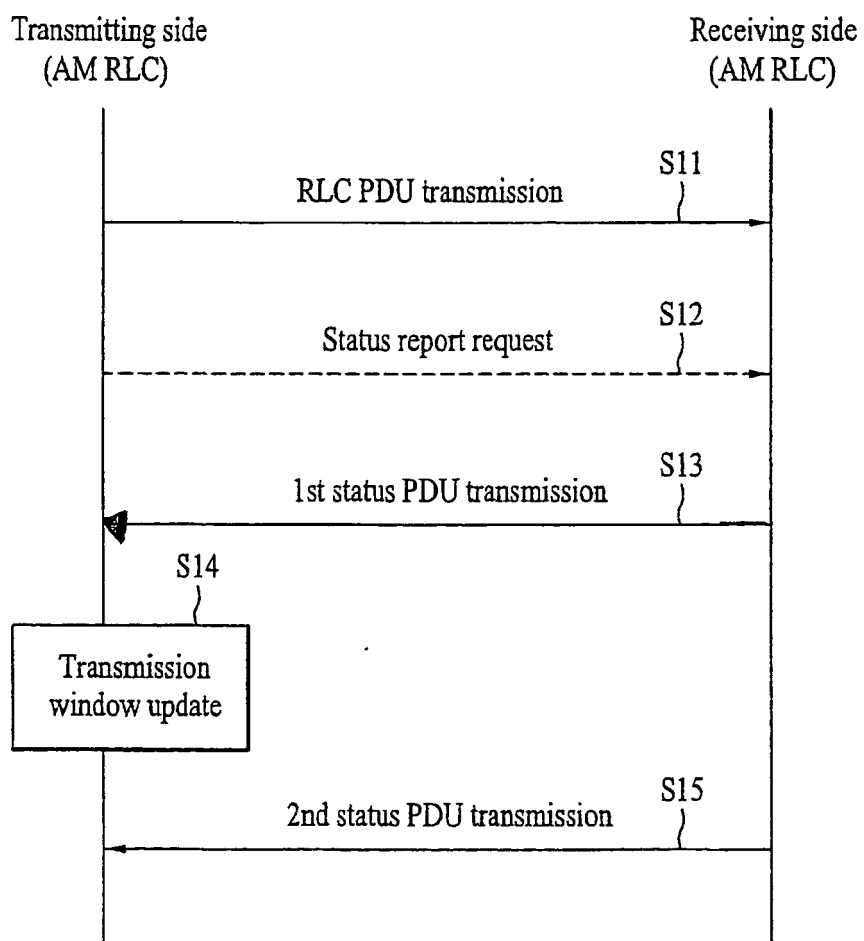 Transmitting side
(AM RLC)
Receiving side
(AM RLC)
S11
RLC PDU transmission
S12
Status report request
S13
1st status PDU transmission
S14
Transmission
window update
S15
2nd status PDU transmission